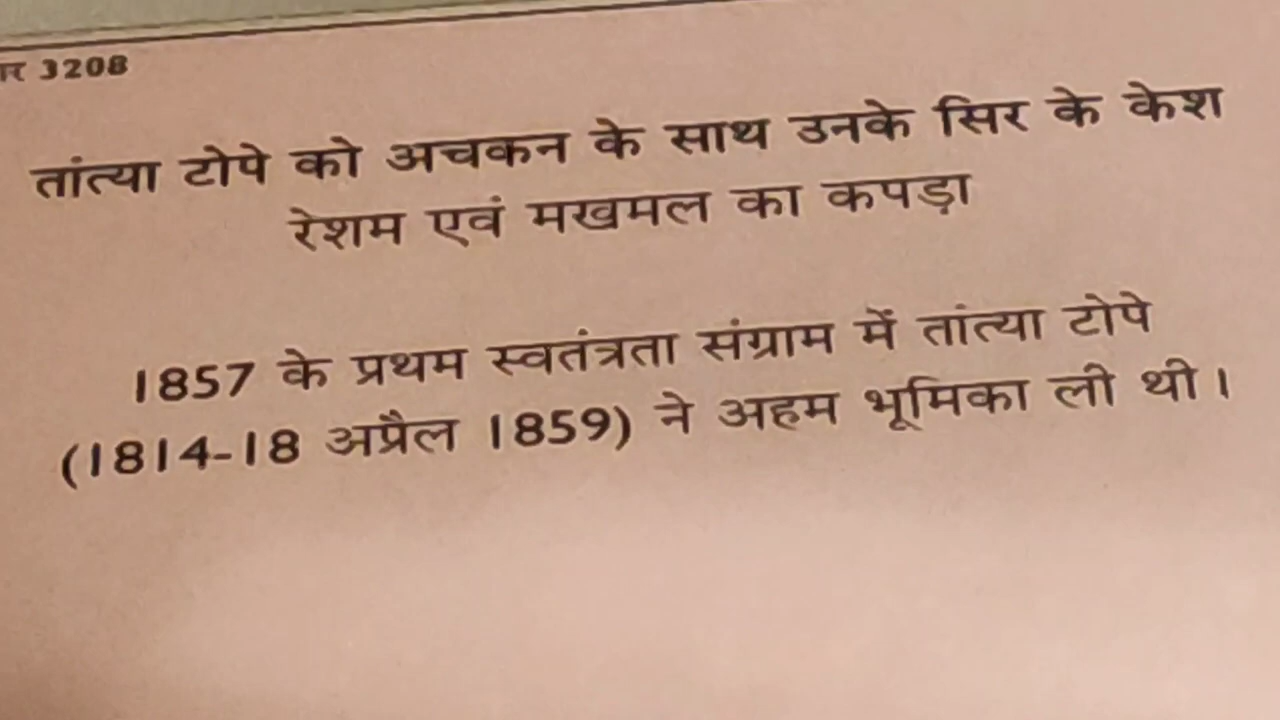 3208
तांत्या टोपे को अचकन के साथ उनके सिर के केश
रेशम एवं मखमल का कपड़ा
1857 के प्रथम स्वतंत्रता संग्राम में तांत्या टोपे
(1814-18 अप्रैल 1859) ने अहम भूमिका ली थी।